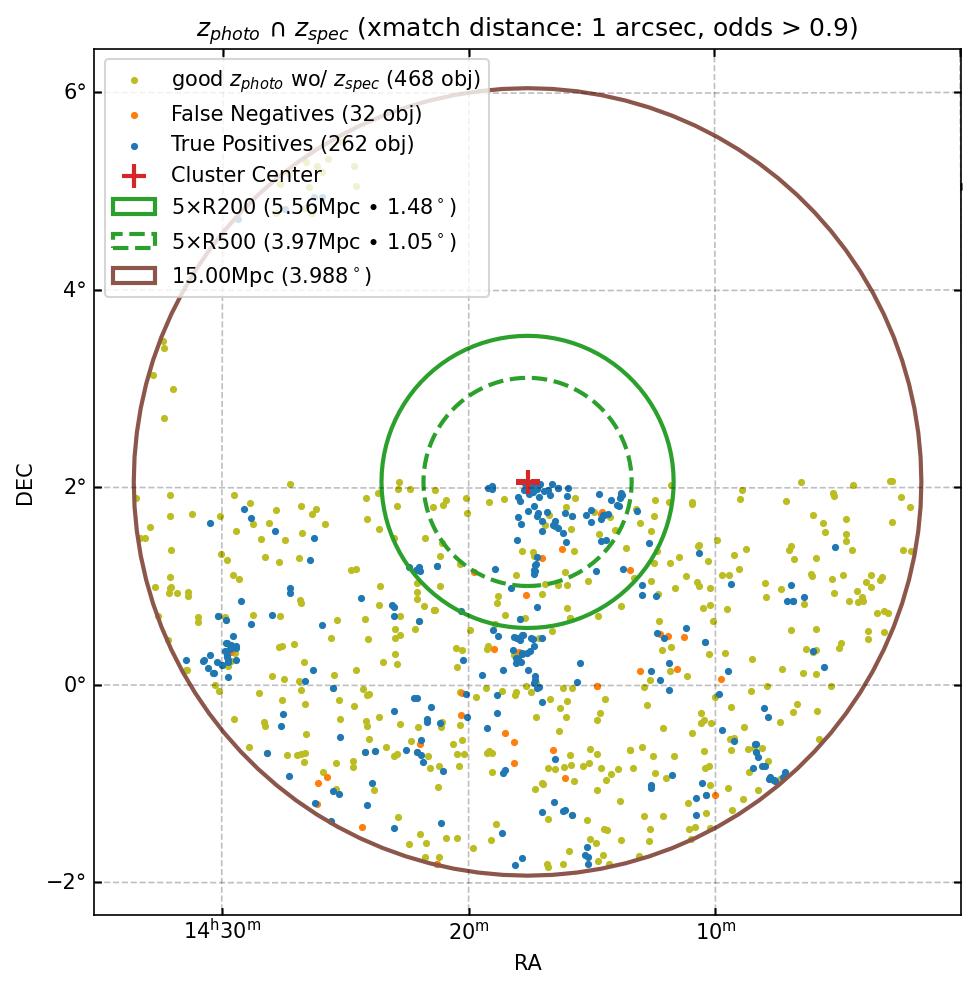 z_photo ∩ z_spec (xmatch distance: 1 arcsec, odds > 0.9)
good z_photo wo/ z_spec (468 obj)
False Negatives (32 obj)
True Positives (262 obj)
Cluster Center
5×R200 (5.56Mpc • 1.48°)
5×R500 (3.97Mpc • 1.05°)
15.00Mpc (3.988°)
6°
4°
2°
0°
−2°
DEC
14ʰ30ᵐ 20ᵐ 10ᵐ
RA